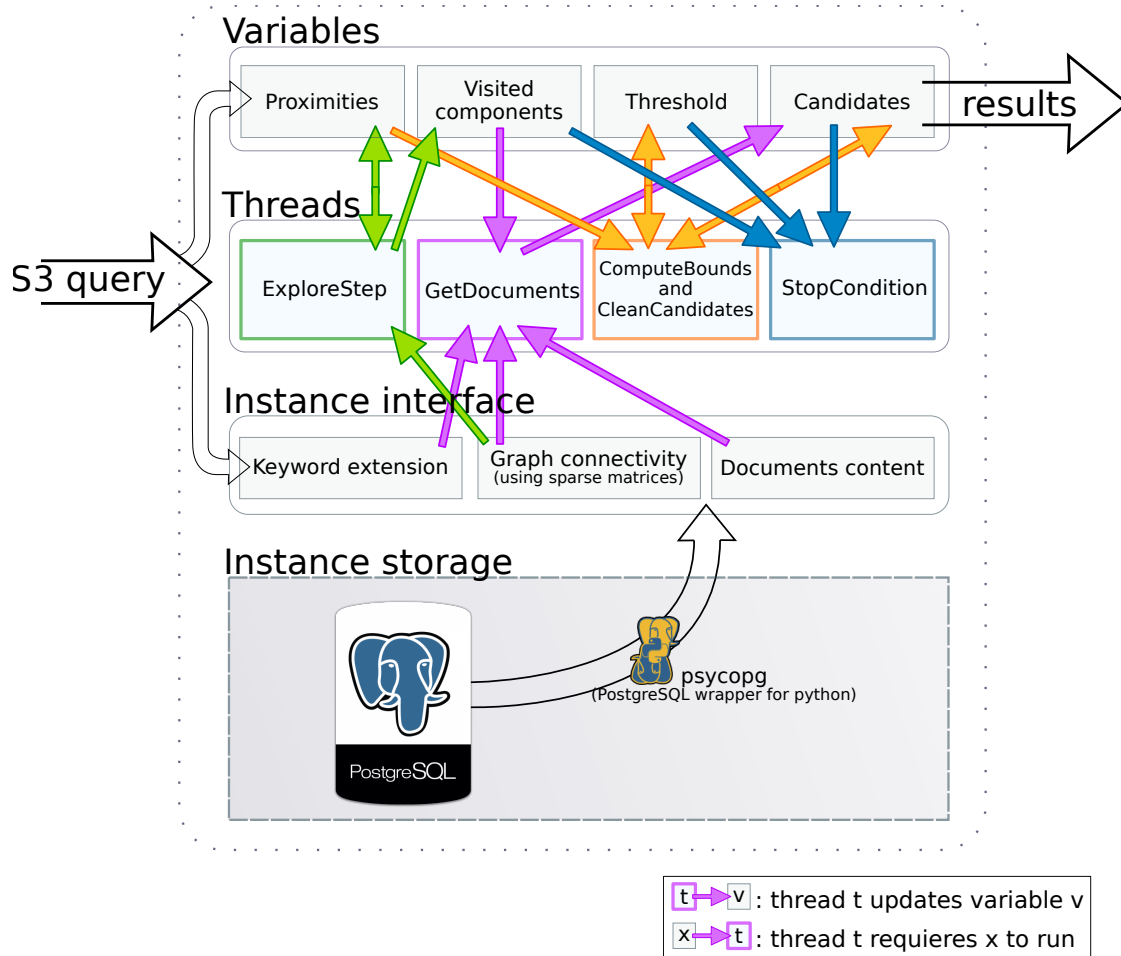 Variables
Proximities
Visited
components
Threshold
Candidates
results
Threads
S3 query
ExploreStep
GetDocuments
ComputeBounds
and
CleanCandidates
StopCondition
Instance interface
Keyword extension
Graph connectivity
(using sparse matrices)
Documents content
Instance storage
psycopg
(PostgreSQL wrapper for python)
PostgreSQL
t v : thread t updates variable v
x t : thread t requieres x to run